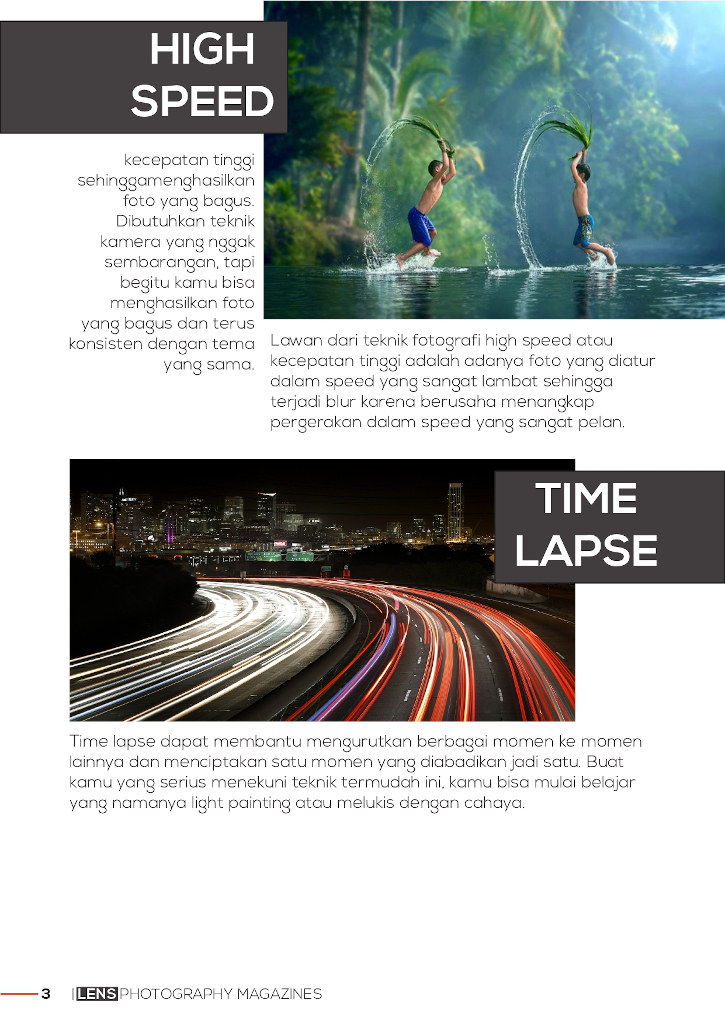 HIGH
SPEED
kecepatan tinggi
sehinggamenghasilkan
foto yang bagus.
Dibutuhkan teknik
kamera yang nggak
sembarangan, tapi
begitu kamu bisa
menghasilkan foto
yang bagus dan terus
konsisten dengan tema
yang sama.
Lawan dari teknik fotografi high speed atau
kecepatan tinggi adalah adanya foto yang diatur
dalam speed yang sangat lambat sehingga
terjadi blur karena berusaha menangkap
pergerakan dalam speed yang sangat pelan.
TIME
LAPSE
Time lapse dapat membantu mengurutkan berbagai momen ke momen
lainnya dan menciptakan satu momen yang diabadikan jadi satu. Buat
kamu yang serius menekuni teknik termudah ini, kamu bisa mulai belajar
yang namanya light painting atau melukis dengan cahaya.
3 |LENS PHOTOGRAPHY MAGAZINES